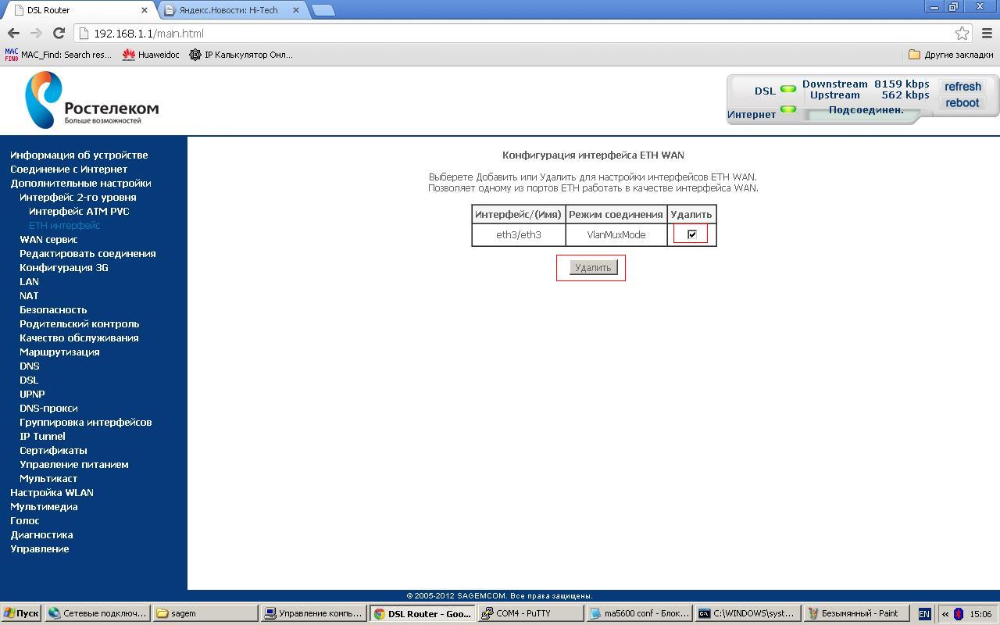 DSL Router
Яндекс.Новости: Hi-Tech
192.168.1.1/main.html
MAC FIND MAC_Find: Search res...
Huaweidoc
IP Калькулятор Онл...
Другие закладки
Ростелеком
Больше возможностей
DSL
Downstream 8159 kbps
Upstream 562 kbps
refresh
reboot
Интернет
Подсоединен.
Информация об устройстве
Соединение с Интернет
Дополнительные настройки
Интерфейс 2-го уровня
Интерфейс ATM PVC
ETH интерфейс
WAN сервис
Редактировать соединения
Конфигурация 3G
LAN
NAT
Безопасность
Родительский контроль
Качество обслуживания
Маршрутизация
DNS
DSL
UPNP
DNS-прокси
Группировка интерфейсов
IP Tunnel
Сертификаты
Управление питанием
Мультикаст
Настройка WLAN
Мультимедиа
Голос
Диагностика
Управление
Конфигурация интерфейса ETH WAN
Выберете Добавить или Удалить для настройки интерфейсов ETH WAN.
Позволяет одному из портов ETH работать в качестве интерфейса WAN.
Интерфейс/(Имя) Режим соединения Удалить
eth3/eth3 VlanMuxMode
Удалить
© 2005-2012 SAGEMCOM. Все права защищены.
Пуск
Сетевые подключ...
sagem
Управление компь...
DSL Router - Goo...
COM4 - PuTTY
ma5600 conf - Блок...
C:\WINDOWS\syst...
Безымянный - Paint
EN
15:06